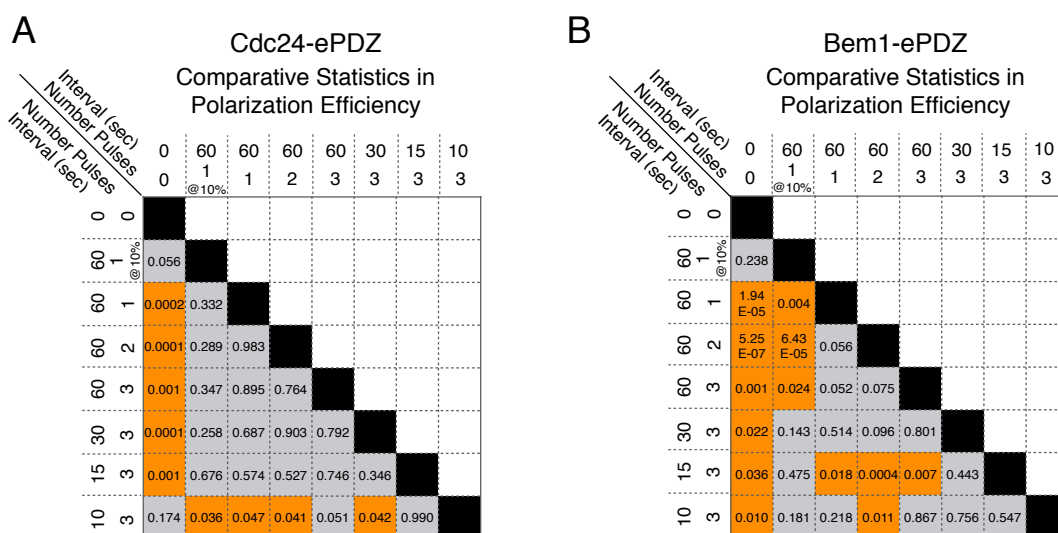 A
Cdc24-ePDZ
Comparative Statistics in
Polarization Efficiency
Interval (sec)
Number Pulses
Number Pulses
Interval (sec)
0 60 60 60 60 30 15 10
0 1 1 2 3 3 3 3
@10%
0 0
60 1 @10% 0.056
60 1 0.0002 0.332
60 2 0.0001 0.289 0.983
60 3 0.001 0.347 0.895 0.764
30 3 0.0001 0.258 0.687 0.903 0.792
15 3 0.001 0.676 0.574 0.527 0.746 0.346
10 3 0.174 0.036 0.047 0.041 0.051 0.042 0.990
B
Bem1-ePDZ
Comparative Statistics in
Polarization Efficiency
Interval (sec)
Number Pulses
Number Pulses
Interval (sec)
0 60 60 60 60 30 15 10
0 1 1 2 3 3 3 3
@10%
0 0
60 1 @10% 0.238
60 1 1.94 E-05 0.004
60 2 5.25 E-07 6.43 E-05 0.056
60 3 0.001 0.024 0.052 0.075
30 3 0.022 0.143 0.514 0.096 0.801
15 3 0.036 0.475 0.018 0.0004 0.007 0.443
10 3 0.010 0.181 0.218 0.011 0.867 0.756 0.547